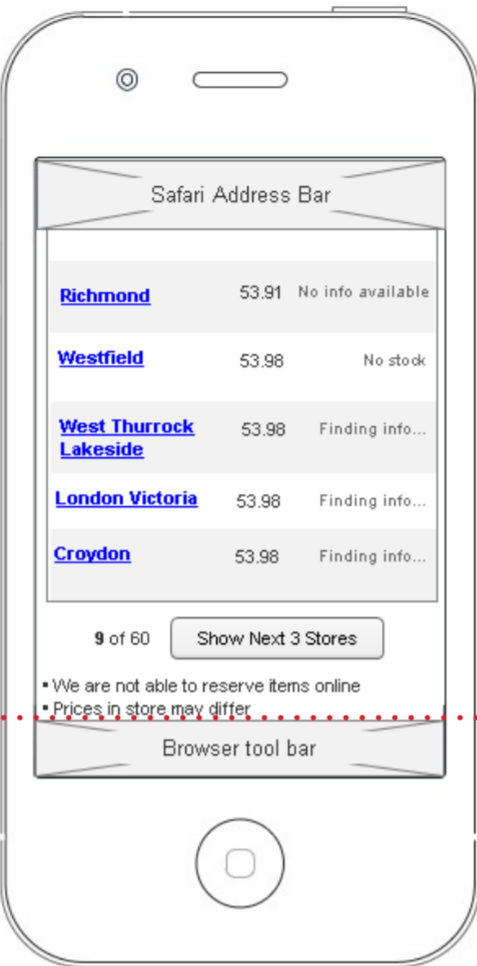 Safari Address Bar
Richmond 53.91 No info available
Westfield 53.98 No stock
West Thurrock Lakeside 53.98 Finding info...
London Victoria 53.98 Finding info...
Croydon 53.98 Finding info...
9 of 60 Show Next 3 Stores
▪ We are not able to reserve items online
▪ Prices in store may differ
Browser tool bar